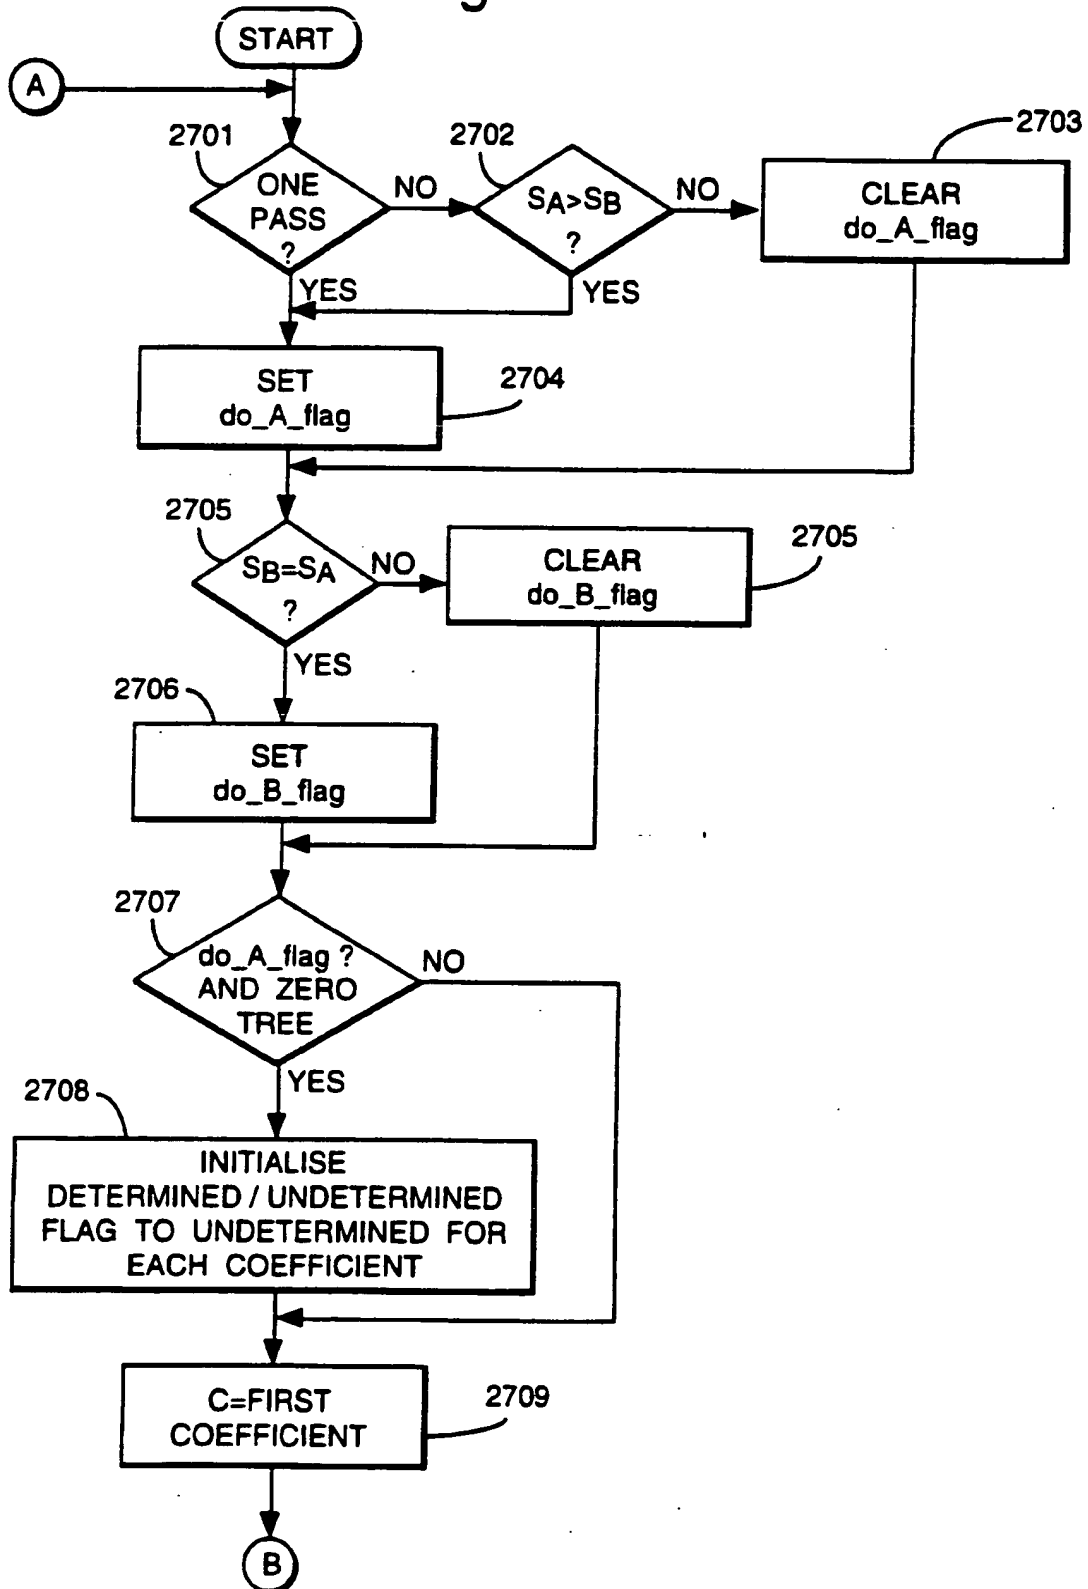 START
A
2701
2702
2703
ONE
PASS
?
NO
SA>SB
?
NO
CLEAR
do_A_flag
YES
YES
SET
do_A_flag
2704
2705
SB=SA
?
NO
CLEAR
do_B_flag
2705
YES
2706
SET
do_B_flag
2707
do_A_flag ?
AND ZERO
TREE
NO
YES
2708
INITIALISE
DETERMINED / UNDETERMINED
FLAG TO UNDETERMINED FOR
EACH COEFFICIENT
C=FIRST
COEFFICIENT
2709
B